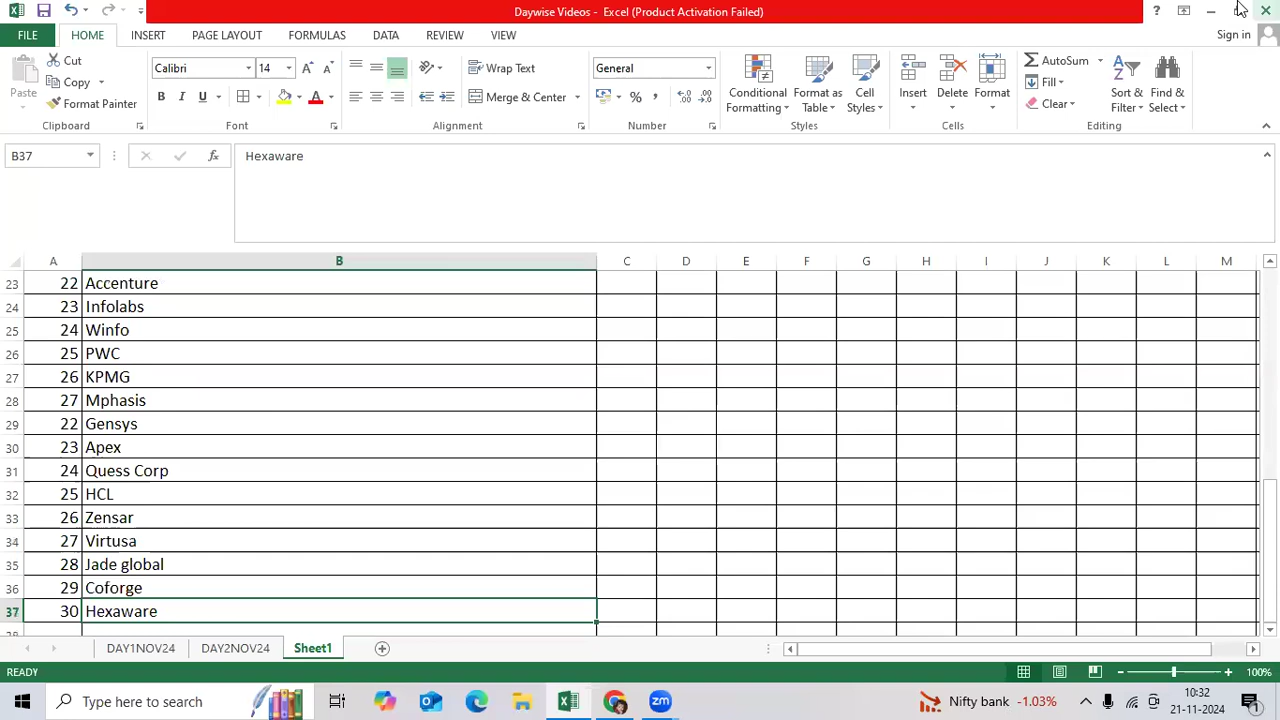 Daywise Videos - Excel (Product Activation Failed)
?
FILE HOME INSERT PAGE LAYOUT FORMULAS DATA REVIEW VIEW Sign in
Paste
Cut
Copy
Format Painter
Clipboard
Calibri 14
B I U
Font
Wrap Text
Merge & Center
Alignment
General
%
Number
Conditional Formatting
Format as Table
Cell Styles
Styles
Insert
Delete
Format
Cells
AutoSum
Fill
Clear
Sort & Filter
Find & Select
Editing
B37 fx Hexaware
A B C D E F G H I J K L M
23 22 Accenture
24 23 Infolabs
25 24 Winfo
26 25 PWC
27 26 KPMG
28 27 Mphasis
29 22 Gensys
30 23 Apex
31 24 Quess Corp
32 25 HCL
33 26 Zensar
34 27 Virtusa
35 28 Jade global
36 29 Coforge
37 30 Hexaware
38
DAY1NOV24 DAY2NOV24 Sheet1
READY 100%
Type here to search
Nifty bank -1.03%
10:32
21-11-2024